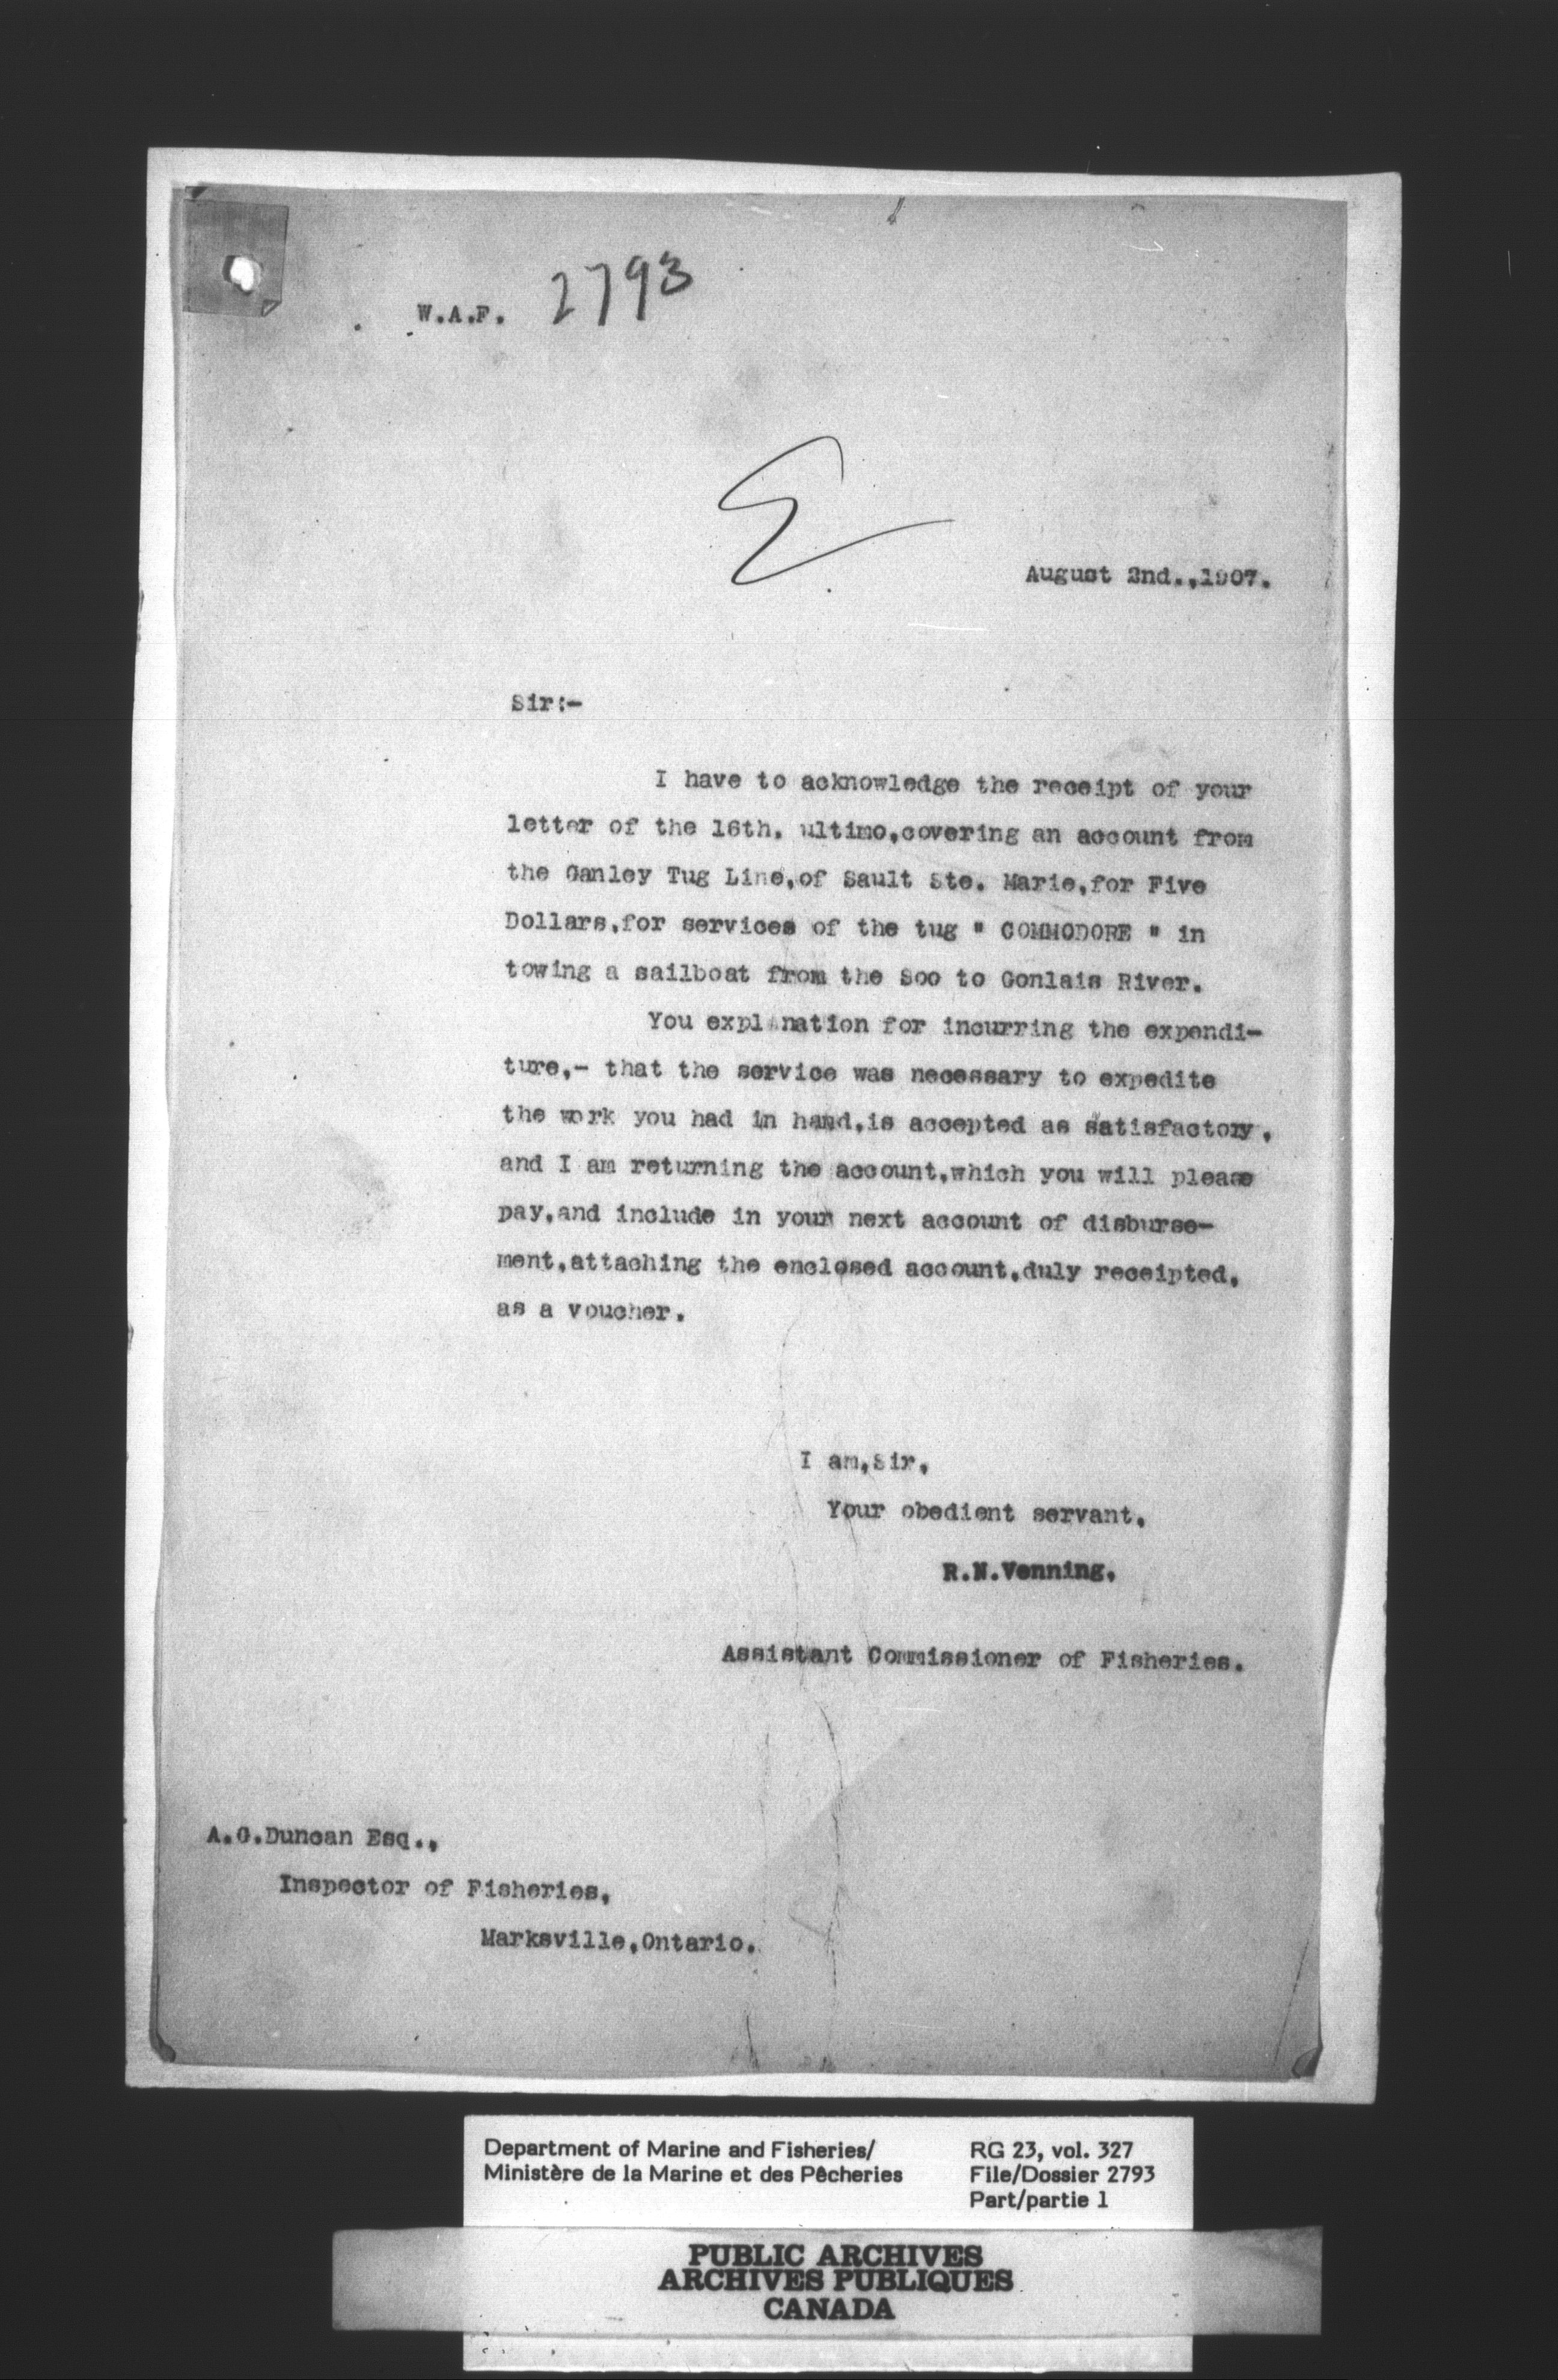 W.A.F. 2793
August 2nd.,1907.
Sir:-
I have to acknowledge the receipt of your
letter of the 16th. ultimo,covering an account from
the Ganley Tug Line,of Sault Ste. Marie,for Five
Dollars,for services of the tug " COMMODORE " in
towing a sailboat from the Soo to Gonlais River.
You explanation for incurring the expendi-
ture,- that the service was necessary to expedite
the work you had in hand,is accepted as satisfactory,
and I am returning the account,which you will please
pay,and include in your next account of disburse-
ment,attaching the enclosed account,duly receipted,
as a voucher.
I am,Sir,
Your obedient servant,
R.N.Venning,
Assistant Commissioner of Fisheries.
A.G.Duncan Esq.,
Inspector of Fisheries,
Marksville,Ontario.
Department of Marine and Fisheries/
Ministère de la Marine et des Pêcheries
RG 23, vol. 327
File/Dossier 2793
Part/partie 1
PUBLIC ARCHIVES
ARCHIVES PUBLIQUES
CANADA